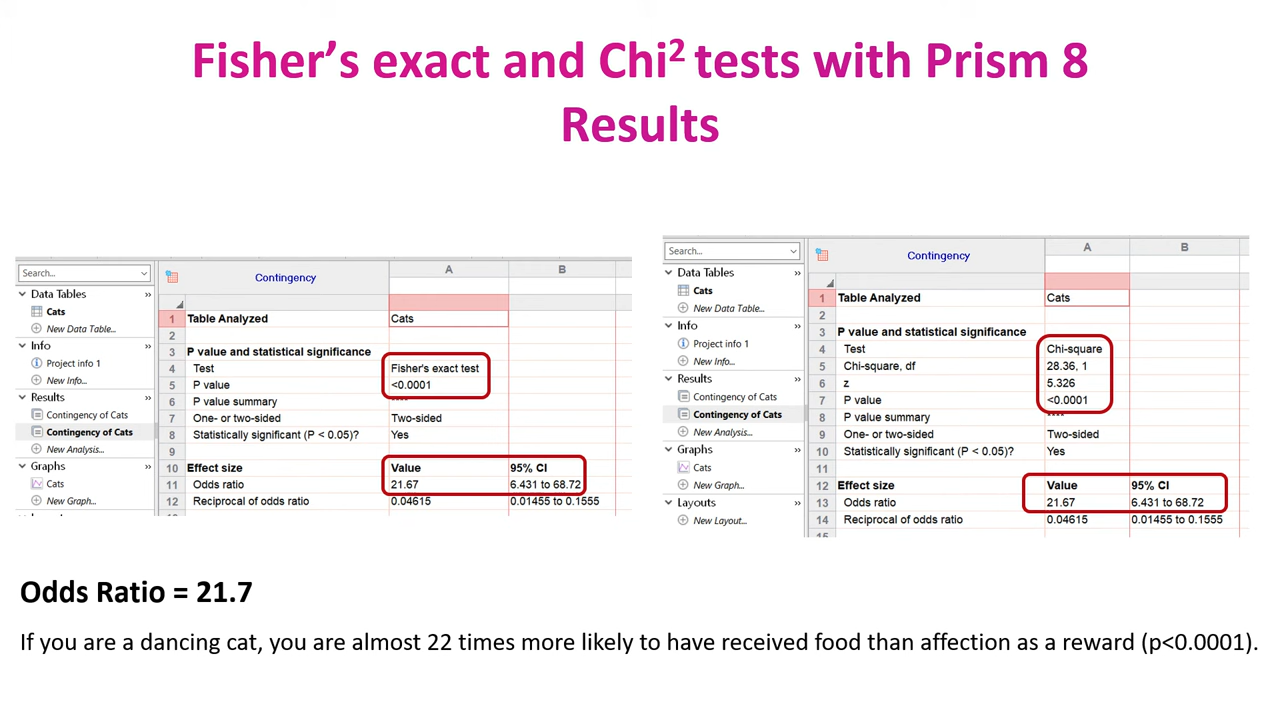 Fisher's exact and Chi² tests with Prism 8
Results
Search...
Data Tables »
Cats
New Data Table...
Info »
Project info 1
New Info...
Results »
Contingency of Cats
Contingency of Cats
New Analysis...
Graphs »
Cats
New Graph...
Contingency A B
1 Table Analyzed Cats
2
3 P value and statistical significance
4 Test Fisher's exact test
5 P value <0.0001
6 P value summary ****
7 One- or two-sided Two-sided
8 Statistically significant (P < 0.05)? Yes
9
10 Effect size Value 95% CI
11 Odds ratio 21.67 6.431 to 68.72
12 Reciprocal of odds ratio 0.04615 0.01455 to 0.1555
Search...
Data Tables »
Cats
New Data Table...
Info »
Project info 1
New Info...
Results »
Contingency of Cats
Contingency of Cats
New Analysis...
Graphs »
Cats
New Graph...
Layouts »
New Layout...
Contingency A B
1 Table Analyzed Cats
2
3 P value and statistical significance
4 Test Chi-square
5 Chi-square, df 28.36, 1
6 z 5.326
7 P value <0.0001
8 P value summary ****
9 One- or two-sided Two-sided
10 Statistically significant (P < 0.05)? Yes
11
12 Effect size Value 95% CI
13 Odds ratio 21.67 6.431 to 68.72
14 Reciprocal of odds ratio 0.04615 0.01455 to 0.1555
15
Odds Ratio = 21.7
If you are a dancing cat, you are almost 22 times more likely to have received food than affection as a reward (p<0.0001).